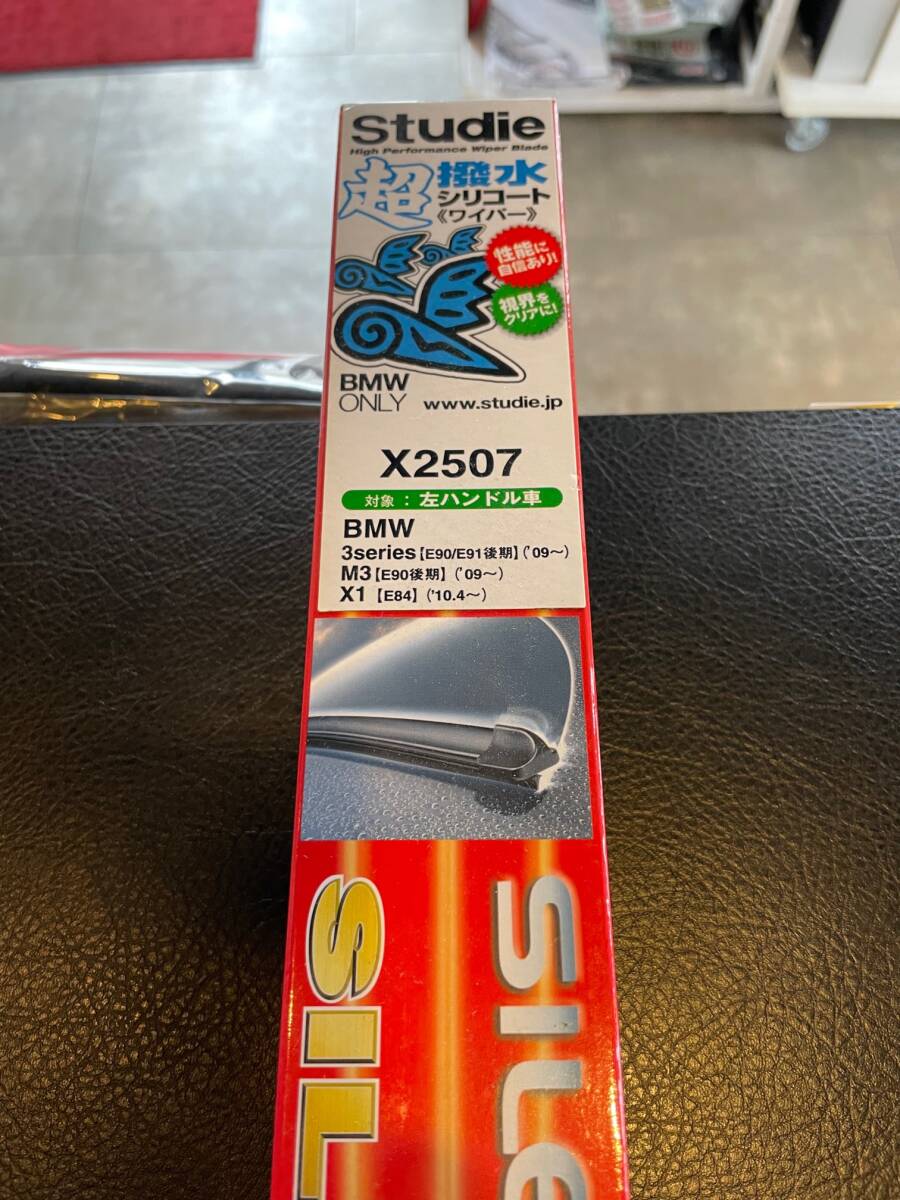 Studie
High Performance Wiper Blade
超撥水
シリコート
《ワイパー》
性能に
自信あり!
視界を
クリアに!
BMW
ONLY
www.studie.jp
X2507
対象:左ハンドル車
BMW
3series【E90/E91後期】('09〜)
M3【E90後期】('09〜)
X1【E84】('10.4〜)